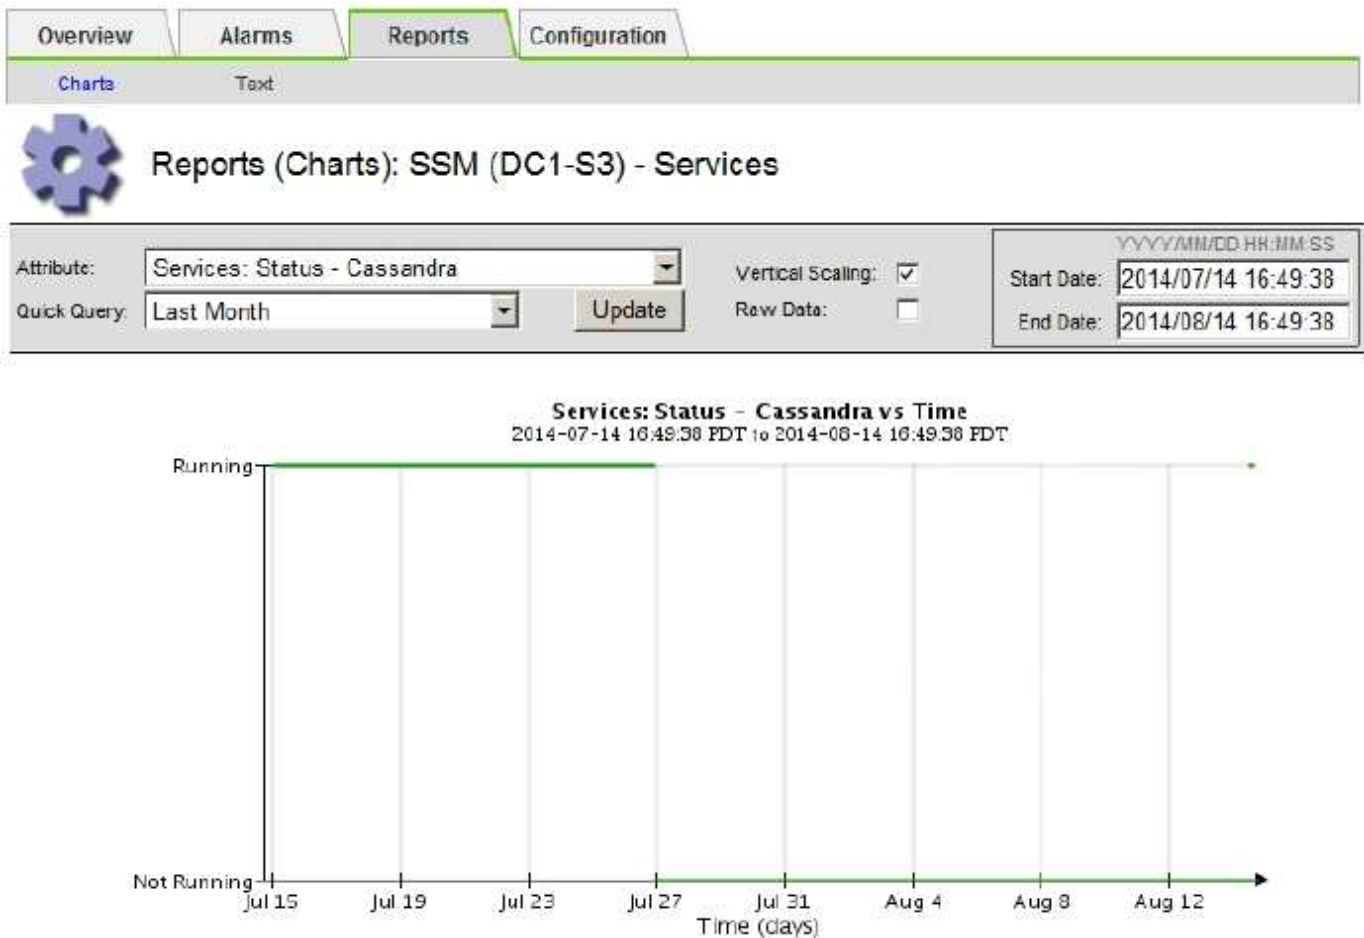 Overview Alarms Reports Configuration
Charts Text
Reports (Charts): SSM (DC1-S3) - Services
YYYY/MM/DD HH:MM:SS
Attribute: Services: Status - Cassandra Vertical Scaling: Start Date: 2014/07/14 16:49:38
Quick Query: Last Month Update Raw Data: End Date: 2014/08/14 16:49:38
Services: Status - Cassandra vs Time
2014-07-14 16:49:38 PDT to 2014-08-14 16:49:38 PDT
Running
Not Running
Jul 15 Jul 19 Jul 23 Jul 27 Jul 31 Aug 4 Aug 8 Aug 12
Time (days)